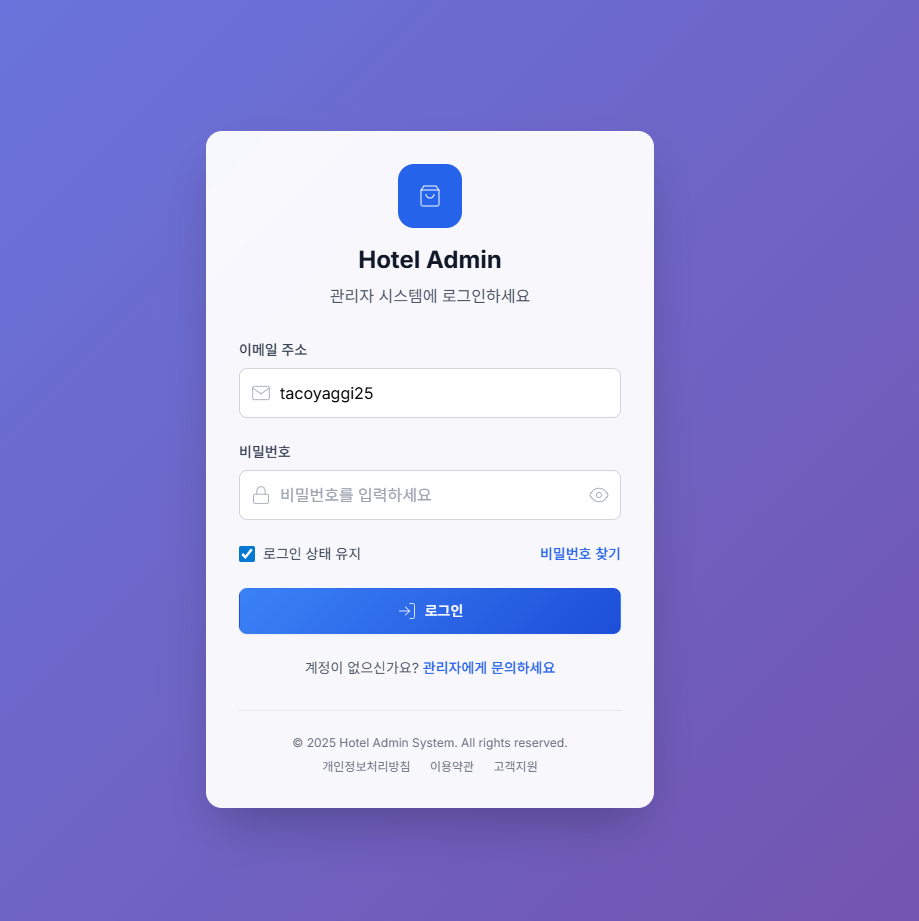 Hotel Admin
관리자 시스템에 로그인하세요
이메일 주소
tacoyaggi25
비밀번호
비밀번호를 입력하세요
로그인 상태 유지 비밀번호 찾기
로그인
계정이 없으신가요? 관리자에게 문의하세요
© 2025 Hotel Admin System. All rights reserved.
개인정보처리방침 이용약관 고객지원